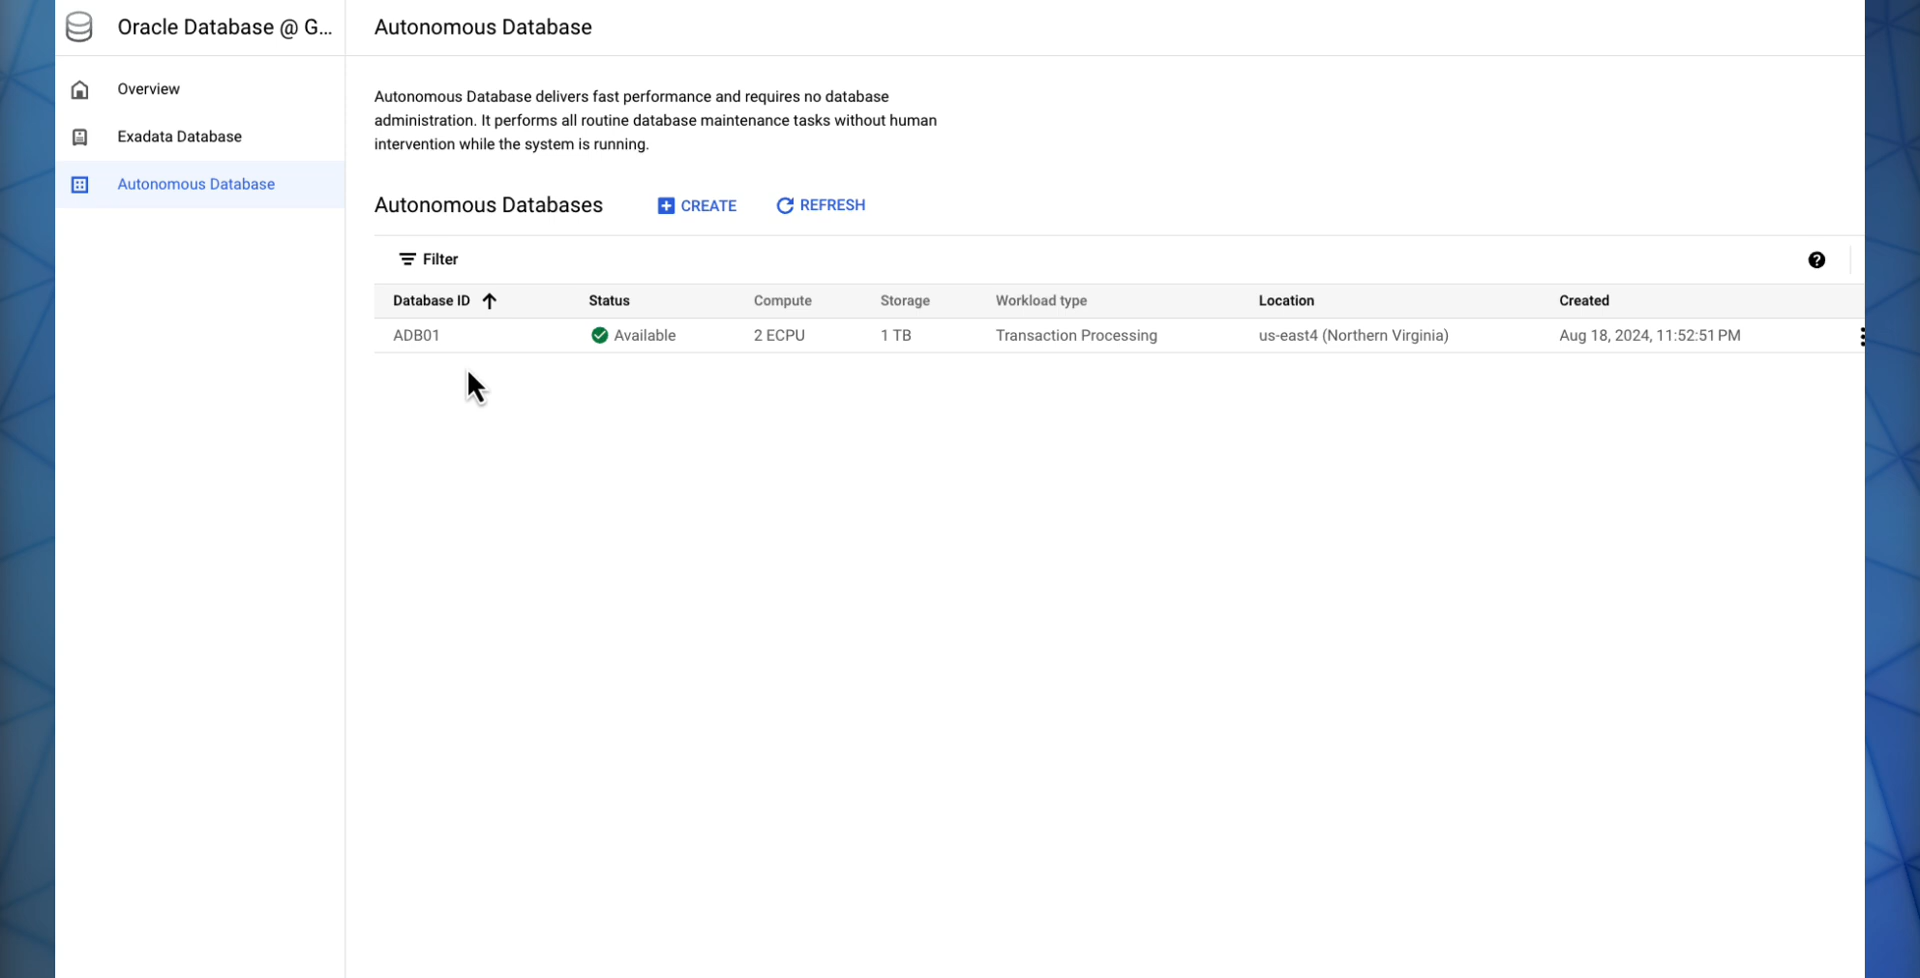 Oracle Database @ G...
Autonomous Database
Overview
Exadata Database
Autonomous Database
Autonomous Database delivers fast performance and requires no database
administration. It performs all routine database maintenance tasks without human
intervention while the system is running.
Autonomous Databases CREATE REFRESH
Filter
Database ID Status Compute Storage Workload type Location Created
ADB01 Available 2 ECPU 1 TB Transaction Processing us-east4 (Northern Virginia) Aug 18, 2024, 11:52:51 PM